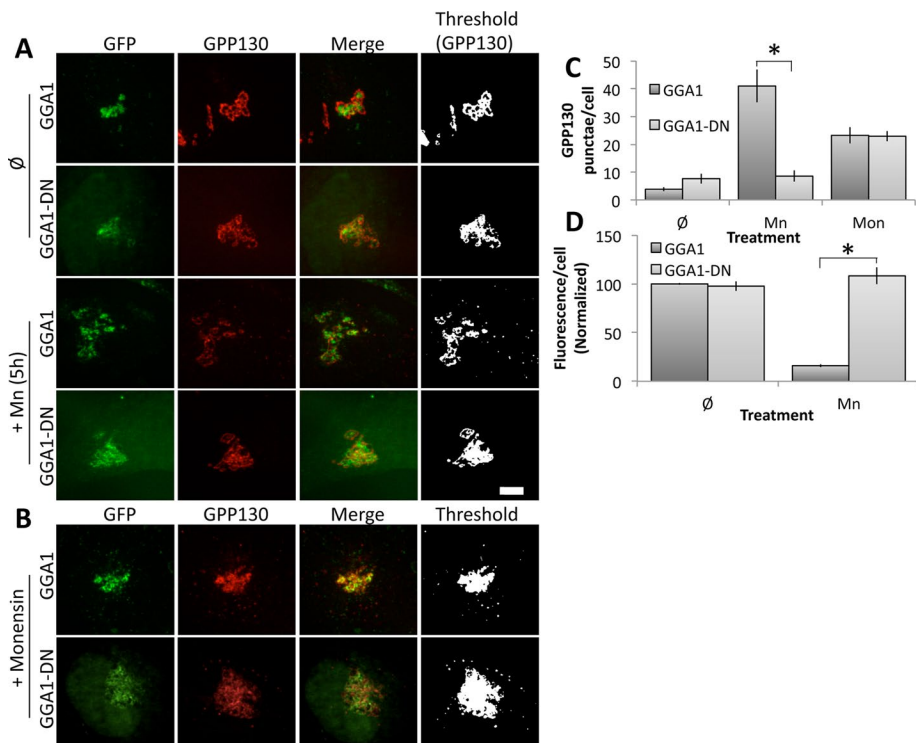 A
GFP
GPP130
Merge
Threshold
(GPP130)
Ø
GGA1
GGA1-DN
+ Mn (5h)
GGA1
GGA1-DN
B
GFP
GPP130
Merge
Threshold
+ Monensin
GGA1
GGA1-DN
C
GPP130
punctae/cell
60
50
40
30
20
10
0
GGA1
GGA1-DN
*
Ø
Mn
Mon
Treatment
D
Fluorescence/cell
(Normalized)
150
100
50
0
GGA1
GGA1-DN
*
Ø
Mn
Treatment